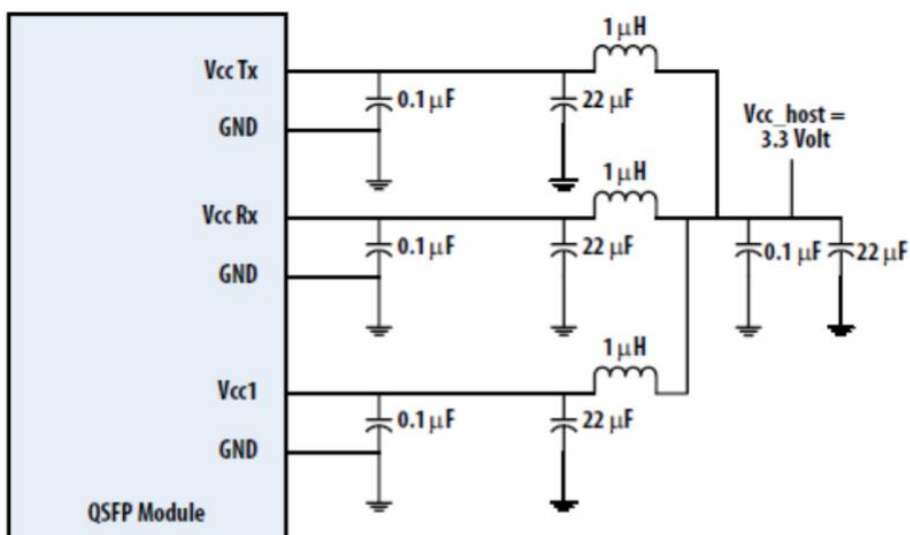 1 μH
Vcc Tx
0.1 μF
22 μF
GND
Vcc_host =
3.3 Volt
1 μH
Vcc Rx
0.1 μF
22 μF
0.1 μF
22 μF
GND
1 μH
Vcc1
0.1 μF
22 μF
GND
QSFP Module